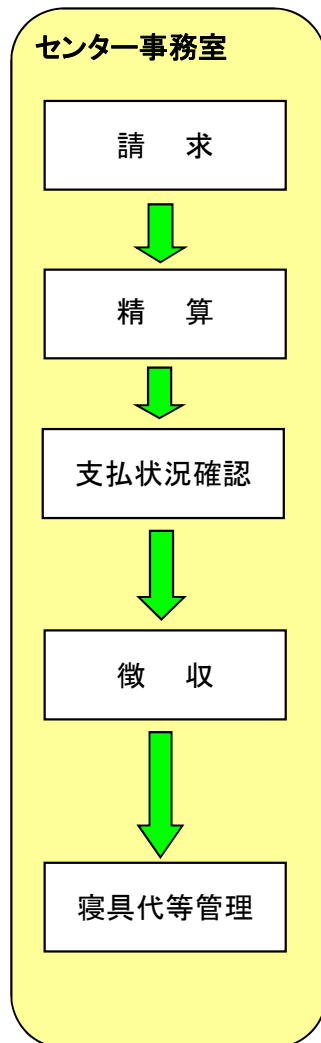 センター事務室
請　求
精　算
支払状況確認
徴　収
寝具代等管理